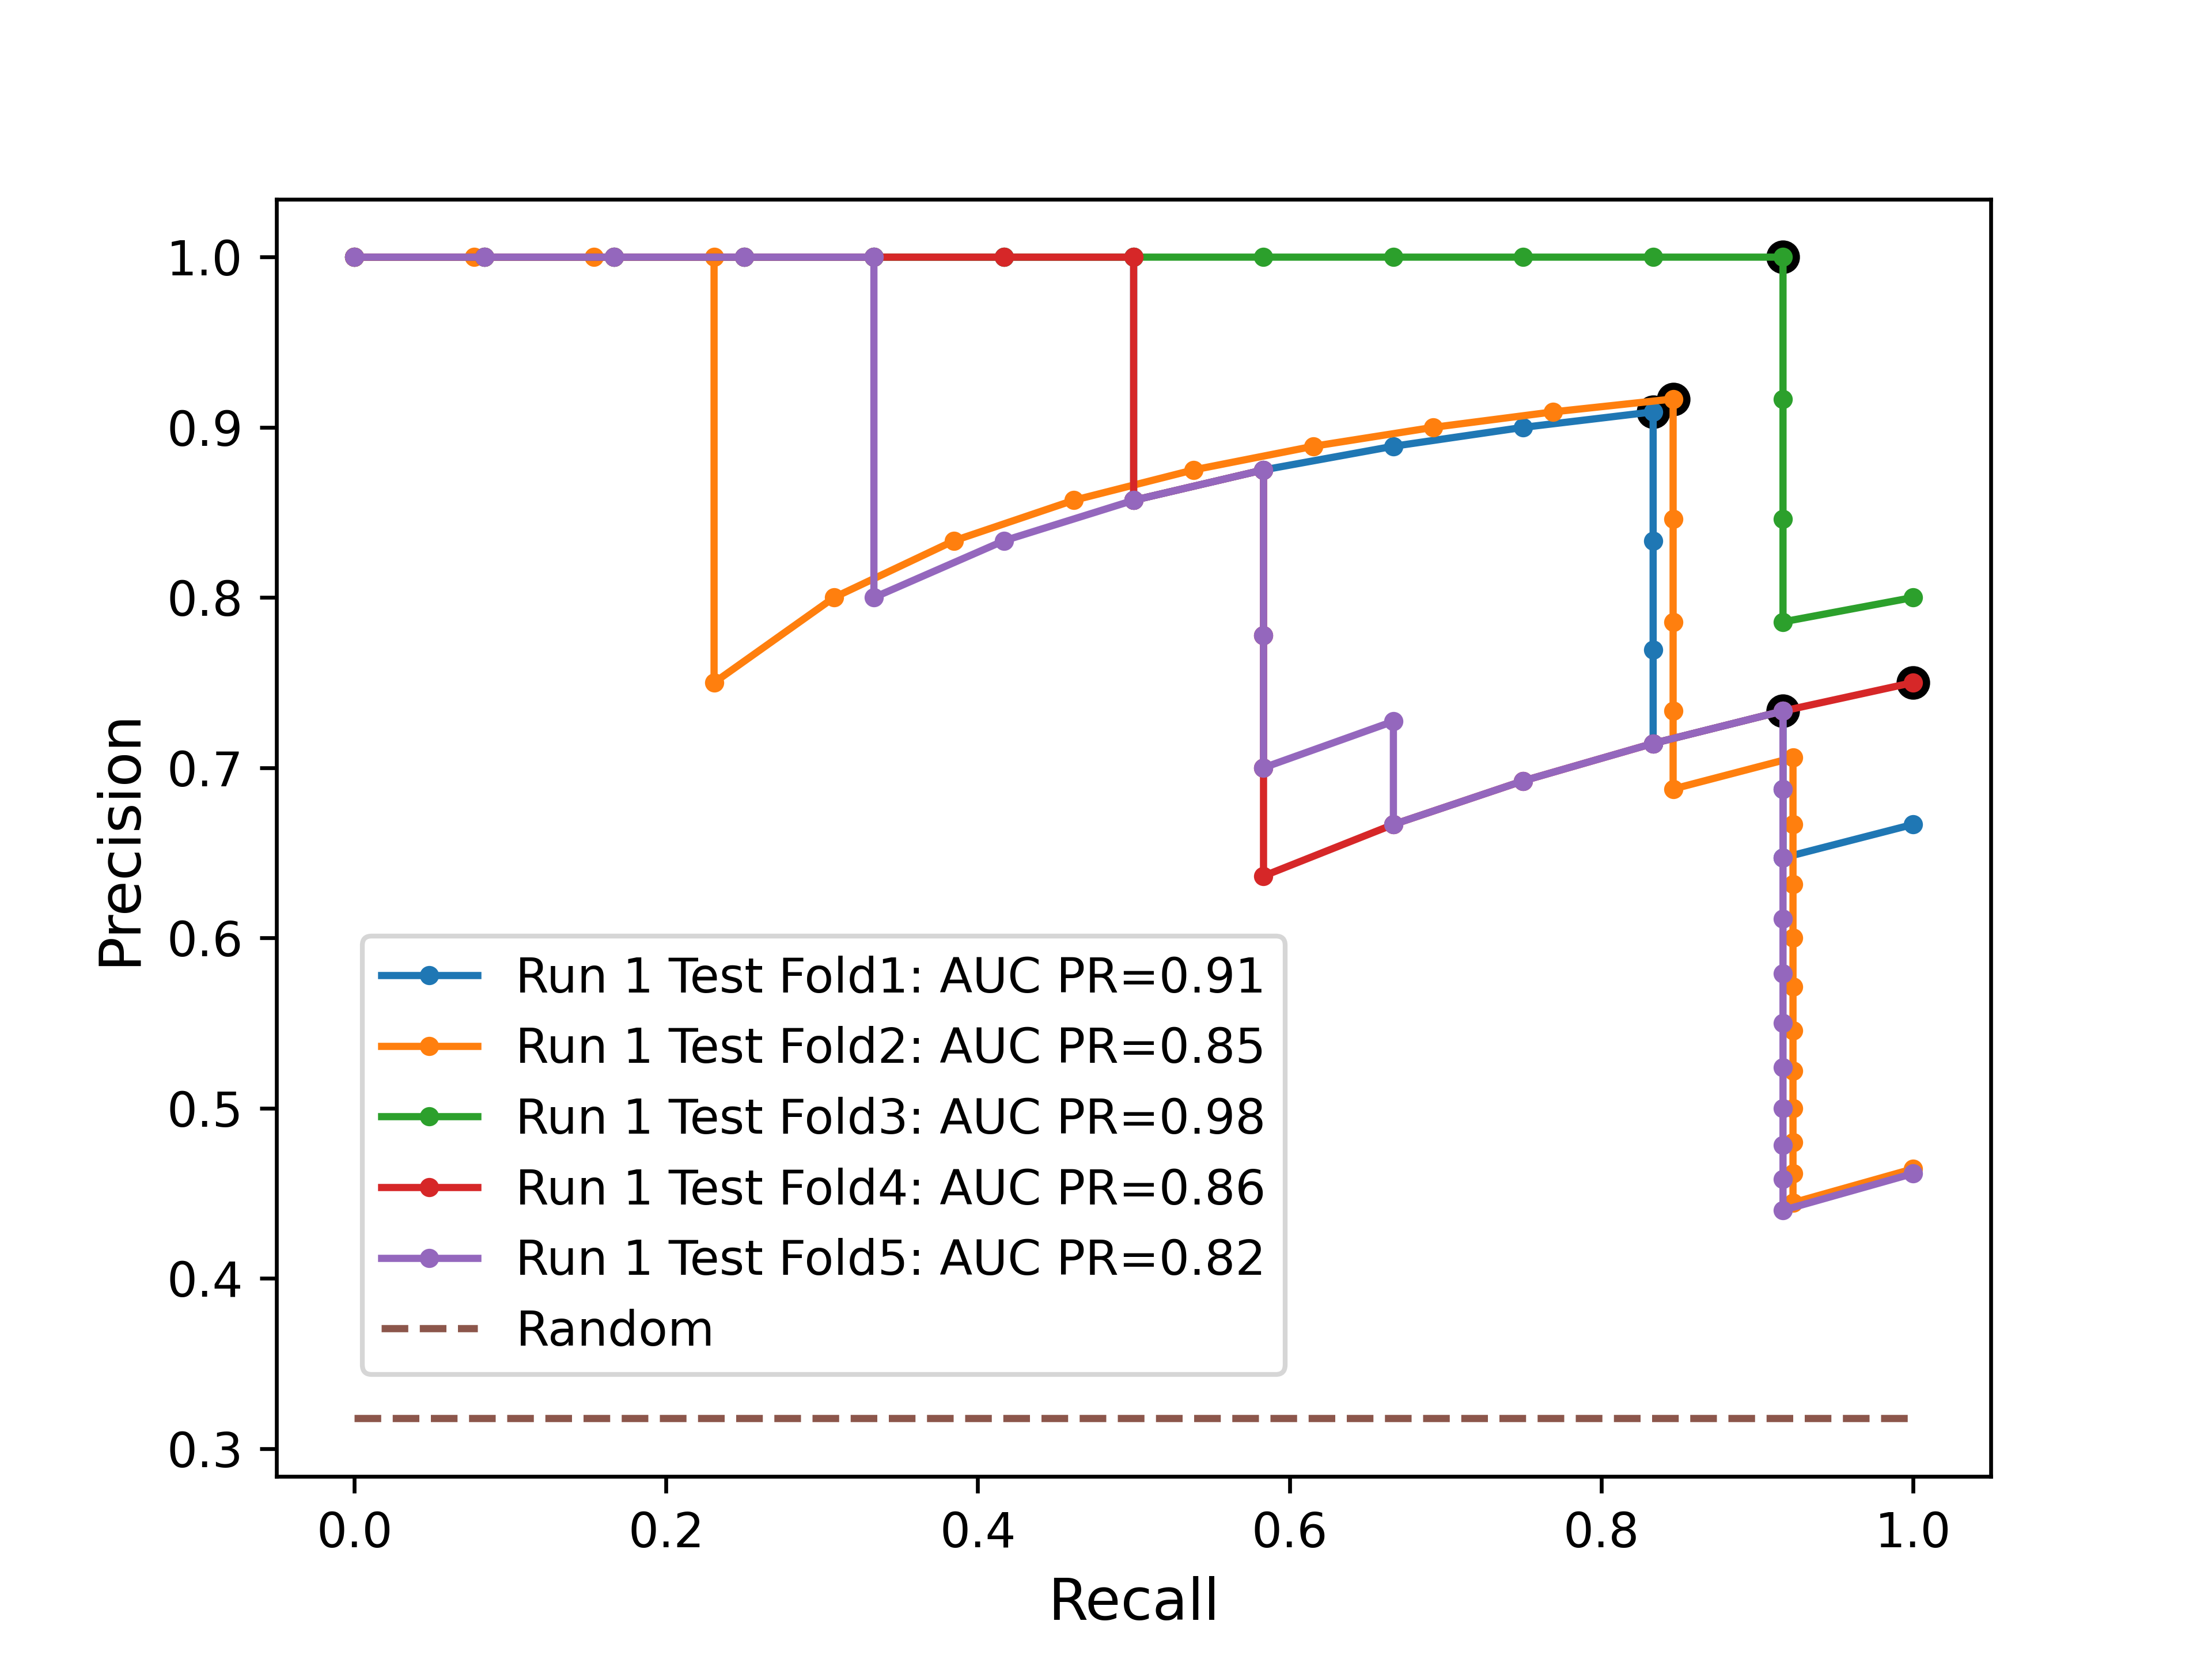 1.0
0.9
0.8
0.7
0.6
0.5
0.4
0.3
Precision
Run 1 Test Fold1: AUC PR=0.91
Run 1 Test Fold2: AUC PR=0.85
Run 1 Test Fold3: AUC PR=0.98
Run 1 Test Fold4: AUC PR=0.86
Run 1 Test Fold5: AUC PR=0.82
Random
0.0 0.2 0.4 0.6 0.8 1.0
Recall